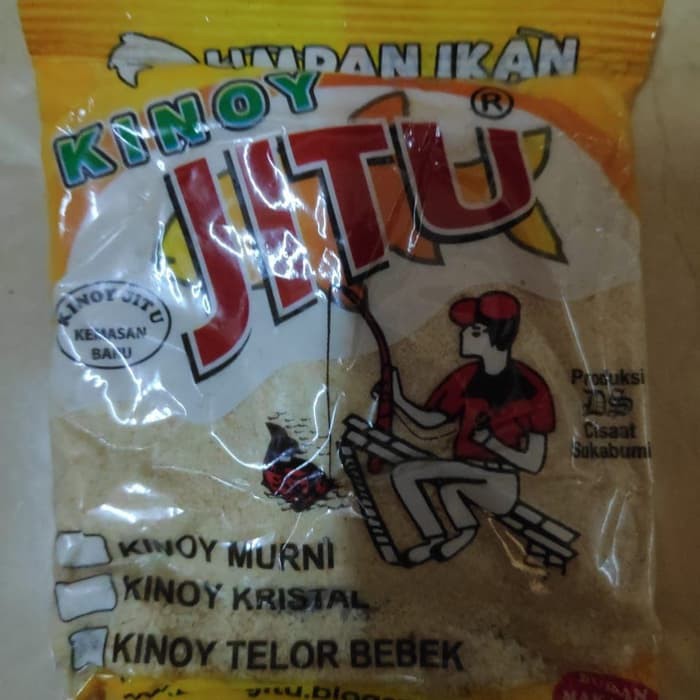 UMPAN IKAN
KINOY
JITU
®
KINOY JITU
KEMASAN
BARU
Produksi
DS
Cisaat
Sukabumi
KINOY MURNI
KINOY KRISTAL
KINOY TELOR BEBEK